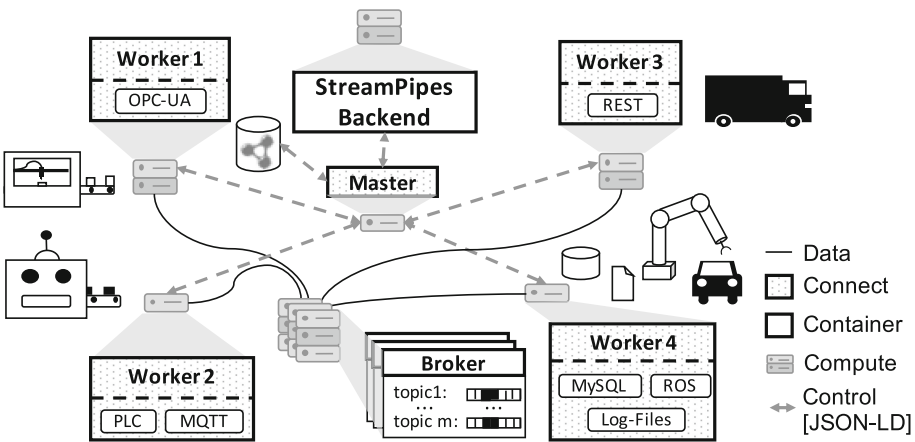 Worker 1
OPC-UA
StreamPipes
Backend
Master
Worker 3
REST
Worker 2
PLC
MQTT
Broker
topic1:
...
...
topic m:
Worker 4
MySQL
ROS
Log-Files
Data
Connect
Container
Compute
Control
[JSON-LD]